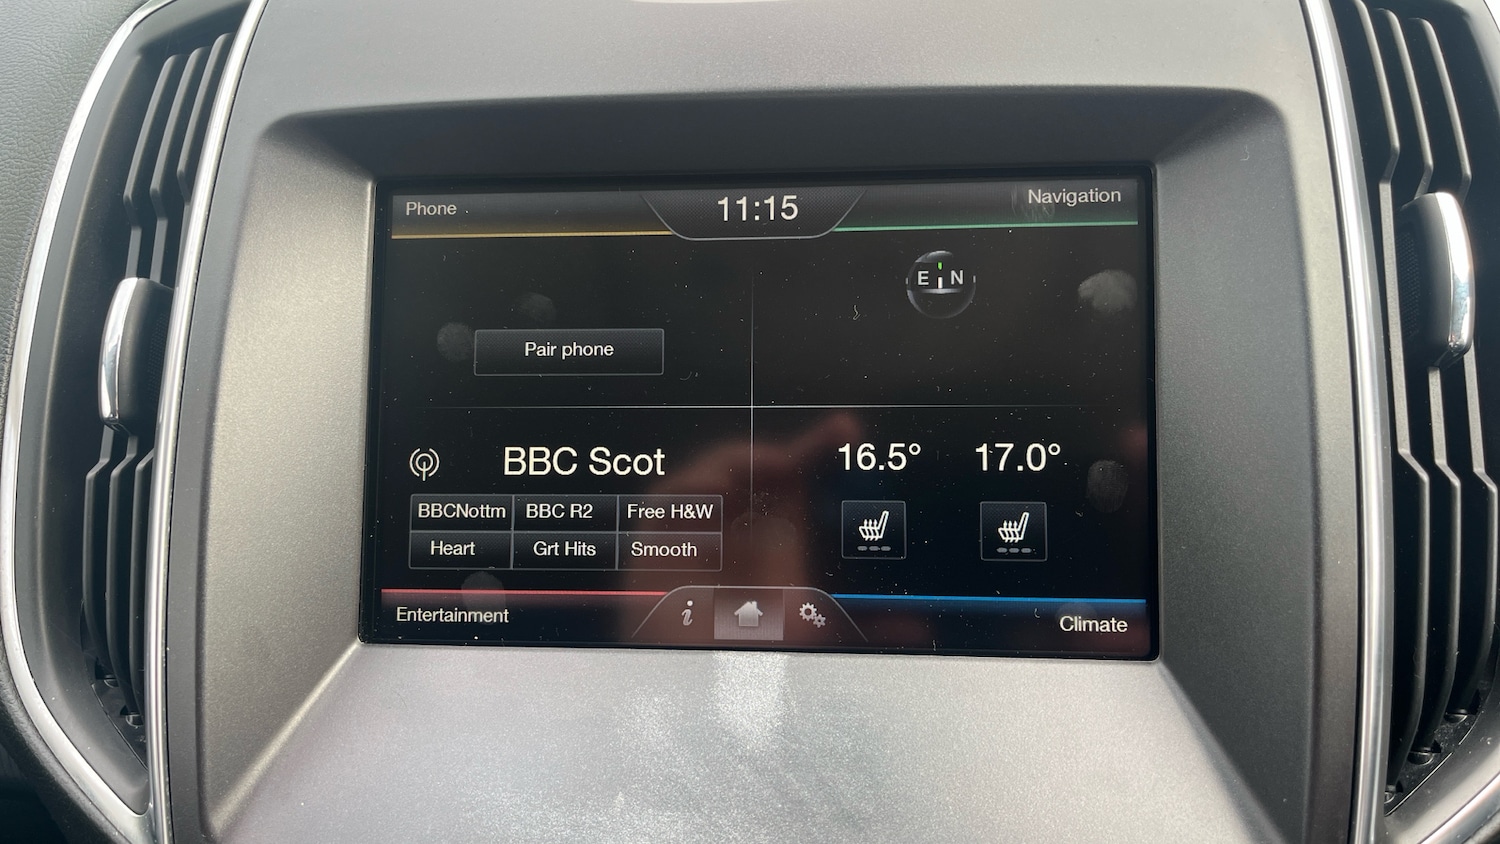 Phone 11:15 Navigation
E N
Pair phone
BBC Scot 16.5° 17.0°
BBCNottm BBC R2 Free H&W
Heart Grt Hits Smooth
Entertainment i Climate